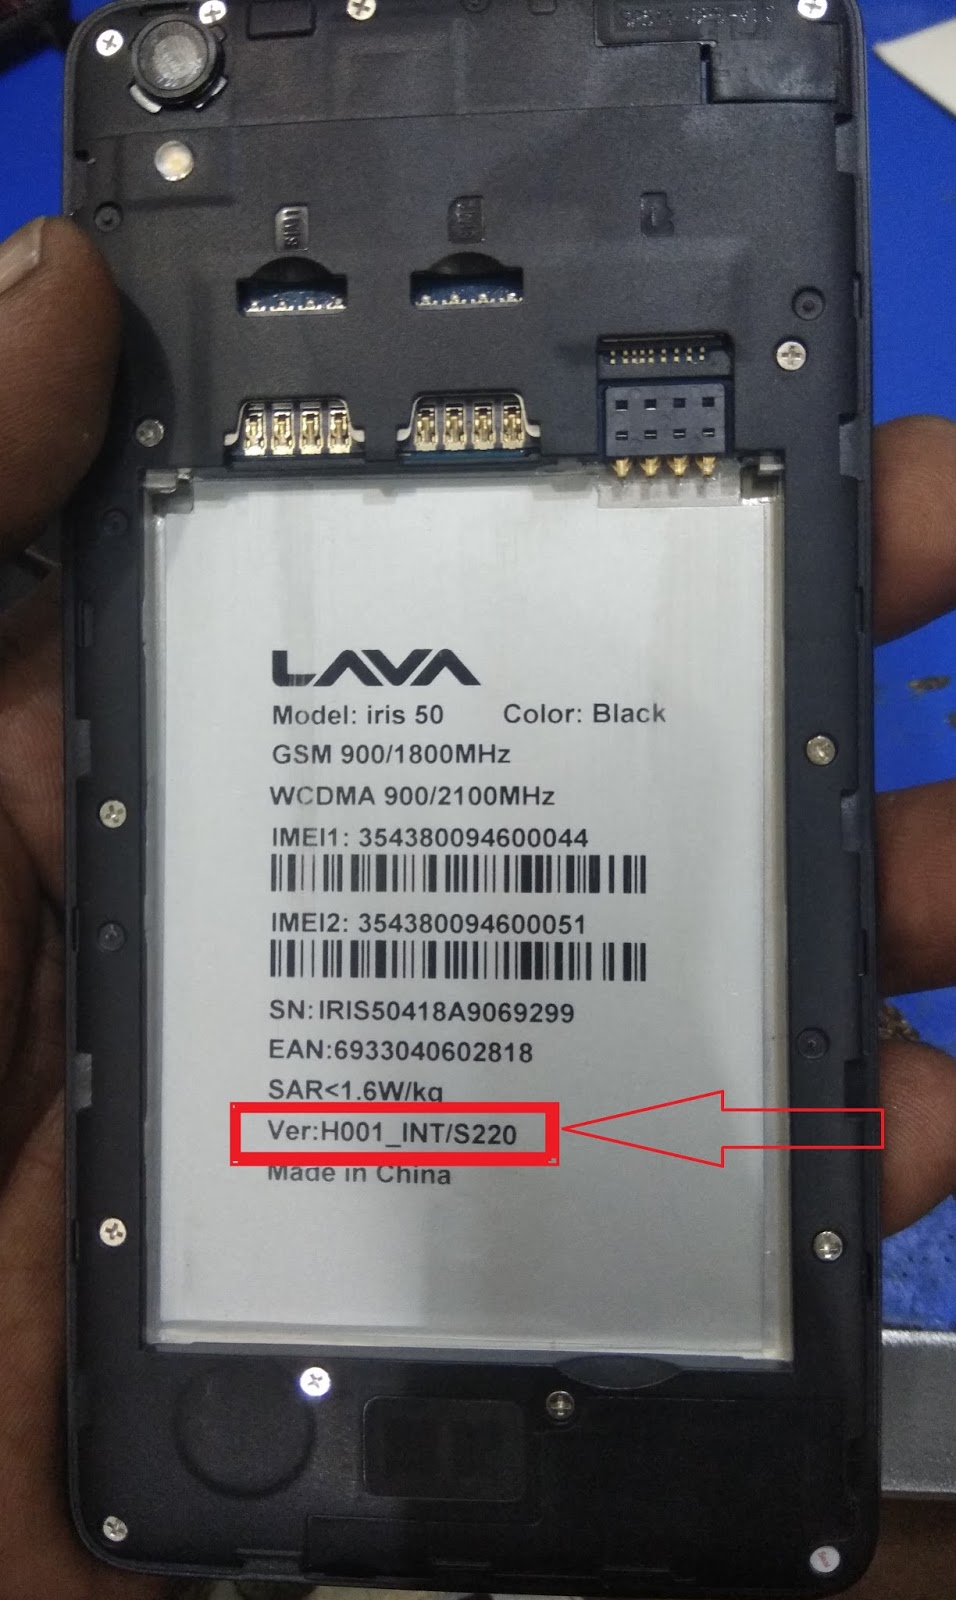 SIM1
LAVA
Model: iris 50 Color: Black
GSM 900/1800MHz
WCDMA 900/2100MHz
IMEI1: 354380094600044
IMEI2: 354380094600051
SN:IRIS50418A9069299
EAN:6933040602818
SAR<1.6W/kg
Ver:H001_INT/S220
Made in China